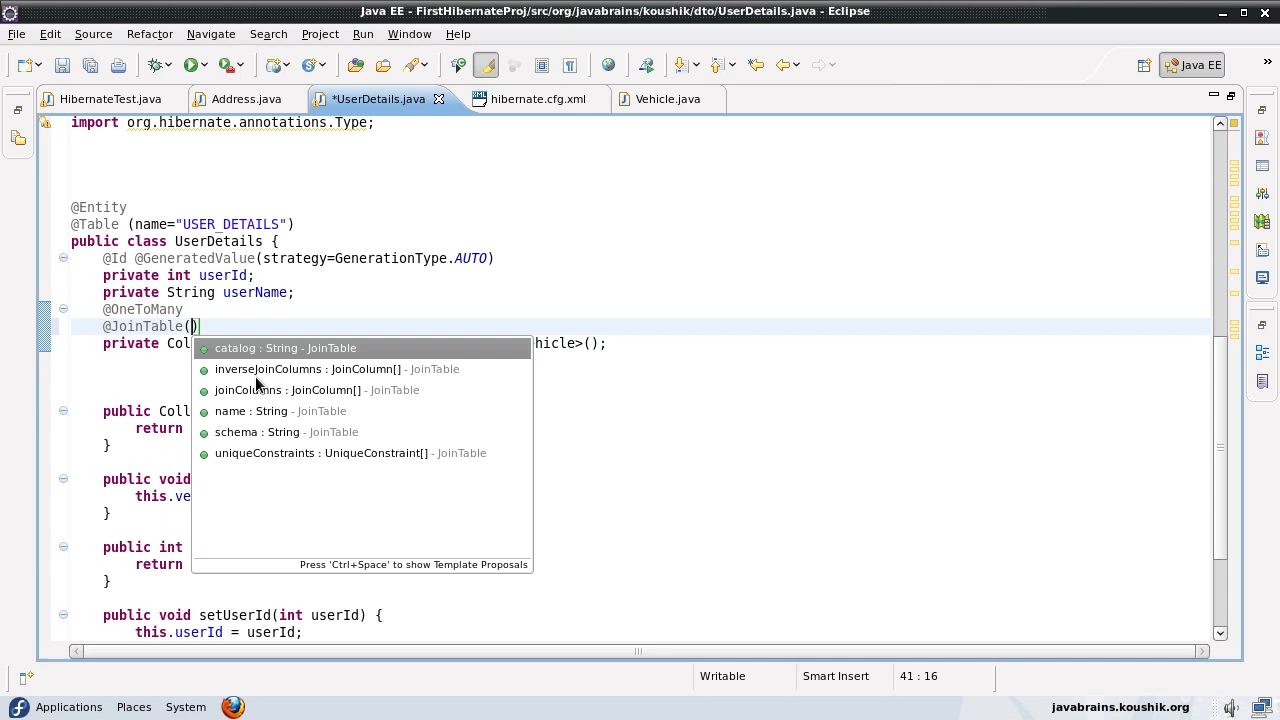 Java EE - FirstHibernateProj/src/org/javabrains/koushik/dto/UserDetails.java - Eclipse
File Edit Source Refactor Navigate Search Project Run Window Help
Java EE
HibernateTest.java Address.java *UserDetails.java hibernate.cfg.xml Vehicle.java
import org.hibernate.annotations.Type;
@Entity
@Table (name="USER_DETAILS")
public class UserDetails {
@Id @GeneratedValue(strategy=GenerationType.AUTO)
private int userId;
private String userName;
@OneToMany
@JoinTable()
private Col hicle>();
catalog : String - JoinTable
inverseJoinColumns : JoinColumn[] - JoinTable
joinColumns : JoinColumn[] - JoinTable
name : String - JoinTable
schema : String - JoinTable
uniqueConstraints : UniqueConstraint[] - JoinTable
Press 'Ctrl+Space' to show Template Proposals
public Coll
return
}
public void
this.ve
}
public int
return
}
public void setUserId(int userId) {
this.userId = userId;
Writable Smart Insert 41 : 16
Applications Places System javabrains.koushik.org